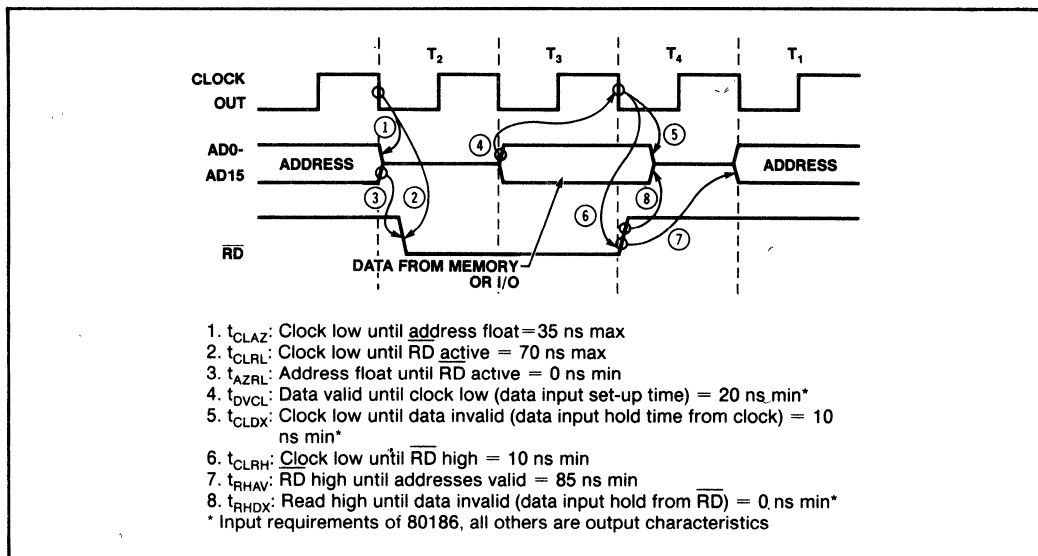 T2 T3 T4 T1
CLOCK
OUT
1
5
4
AD0-
ADDRESS
ADDRESS
AD15
3 2 8
6
7
RD
DATA FROM MEMORY
OR I/O
1. tCLAZ: Clock low until address float=35 ns max
2. tCLRL: Clock low until RD active = 70 ns max
3. tAZRL: Address float until RD active = 0 ns min
4. tDVCL: Data valid until clock low (data input set-up time) = 20 ns min*
5. tCLDX: Clock low until data invalid (data input hold time from clock) = 10
ns min*
6. tCLRH: Clock low until RD high = 10 ns min
7. tRHAV: RD high until addresses valid = 85 ns min
8. tRHDX: Read high until data invalid (data input hold from RD) = 0 ns min*
* Input requirements of 80186, all others are output characteristics